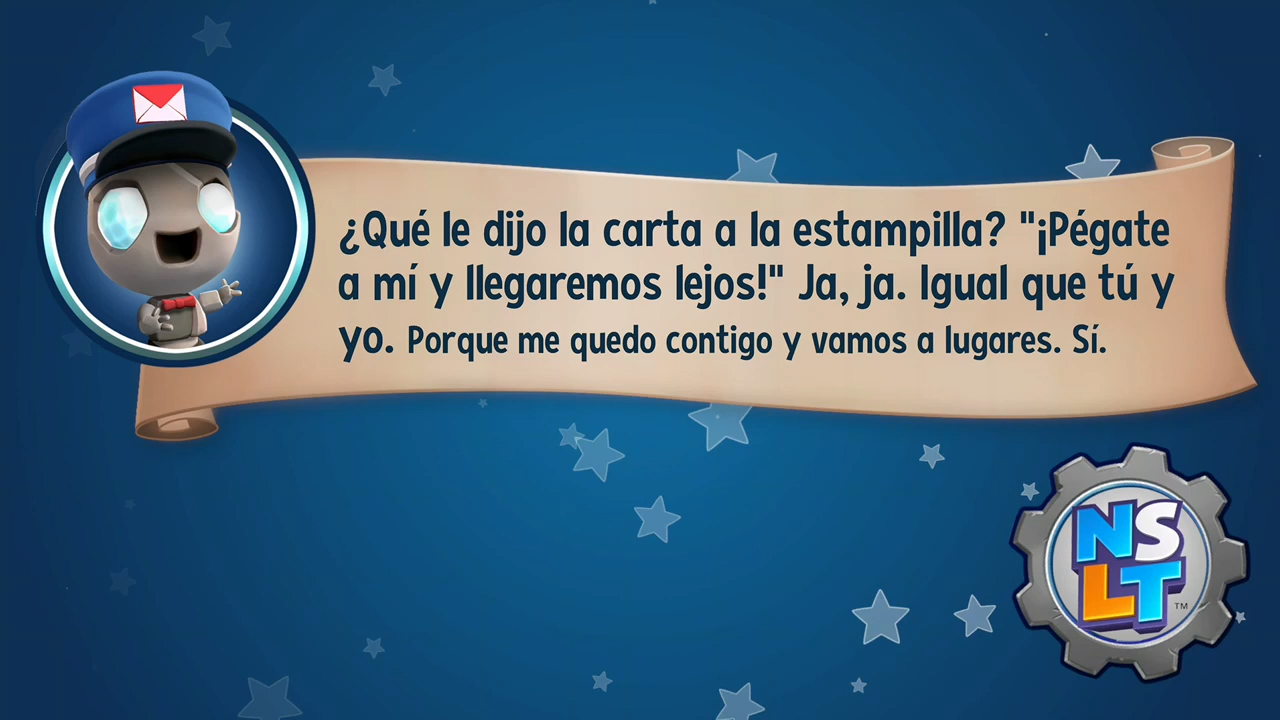 ¿Qué le dijo la carta a la estampilla? "¡Pégate
a mí y llegaremos lejos!" Ja, ja. Igual que tú y
yo. Porque me quedo contigo y vamos a lugares. Sí.
NS
LT
TM